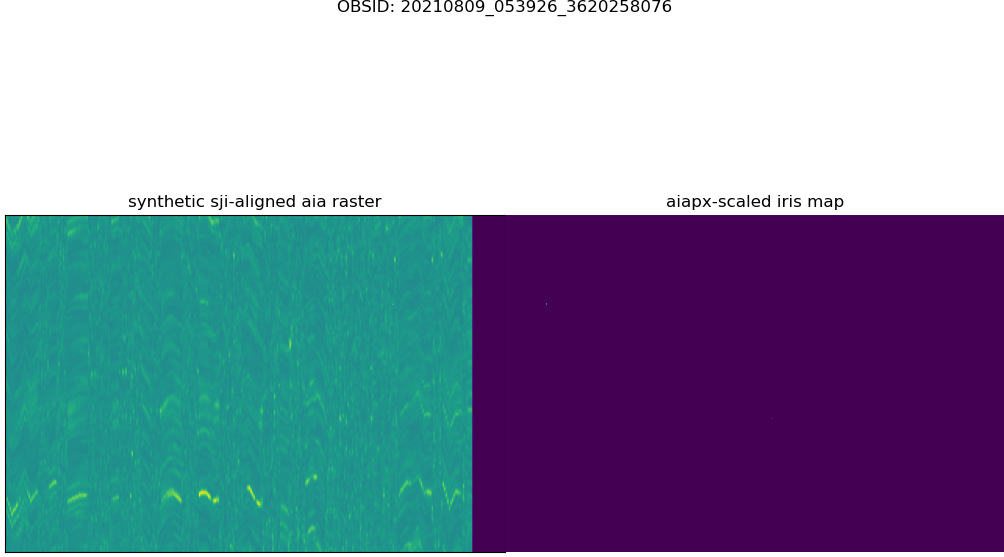 OBSID: 20210809_053926_3620258076
synthetic sji-aligned aia raster
aiapx-scaled iris map